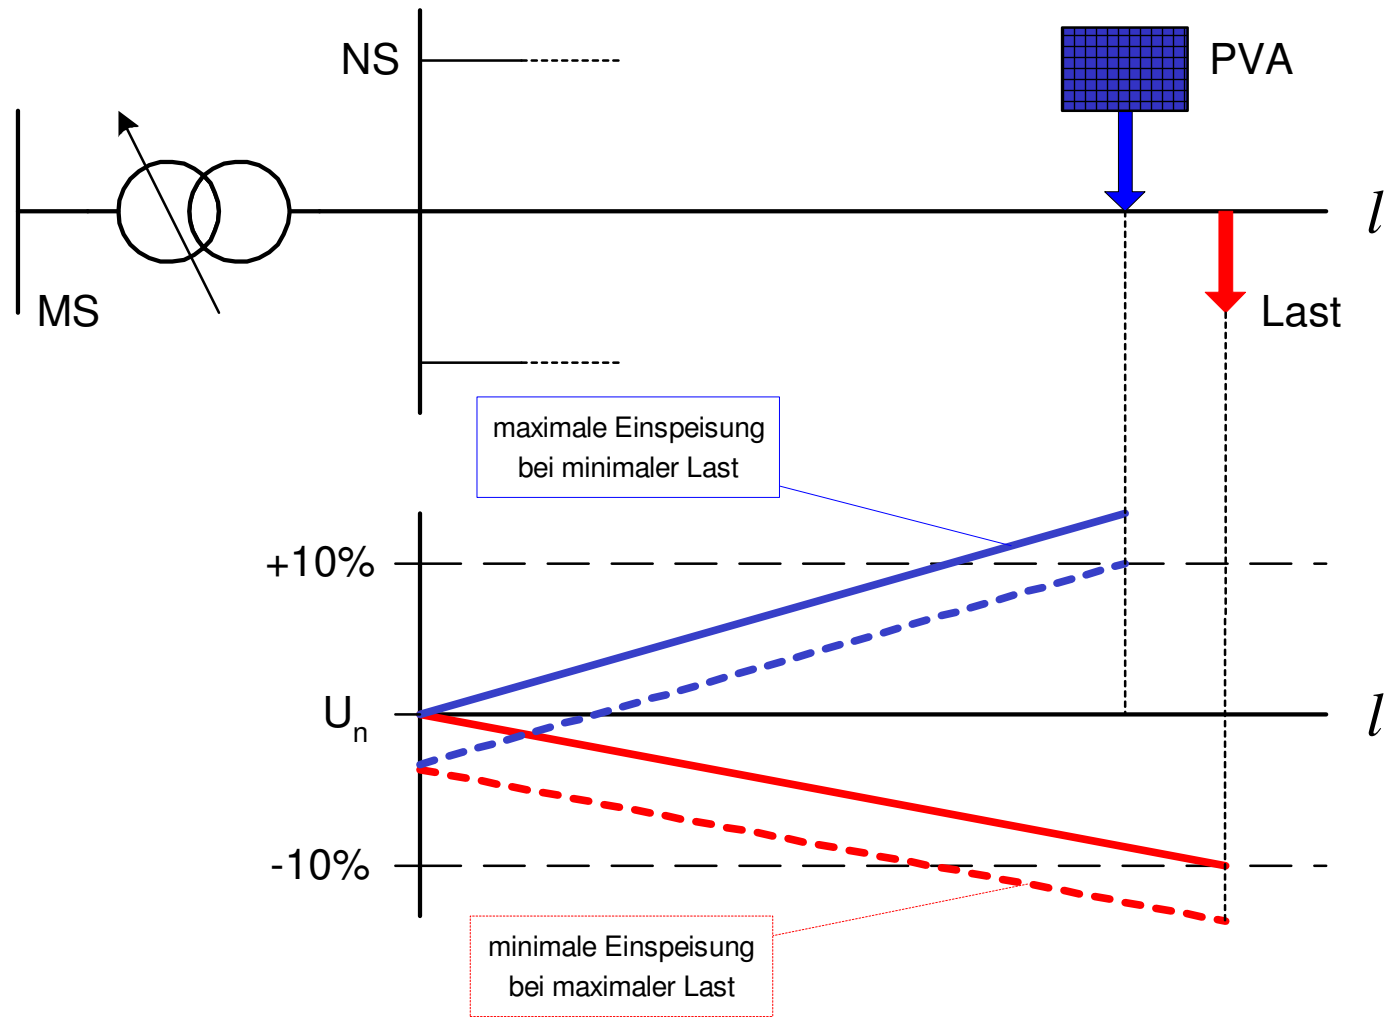 NS
PVA
l
MS
Last
maximale Einspeisung
bei minimaler Last
+10%
Un
l
-10%
minimale Einspeisung
bei maximaler Last